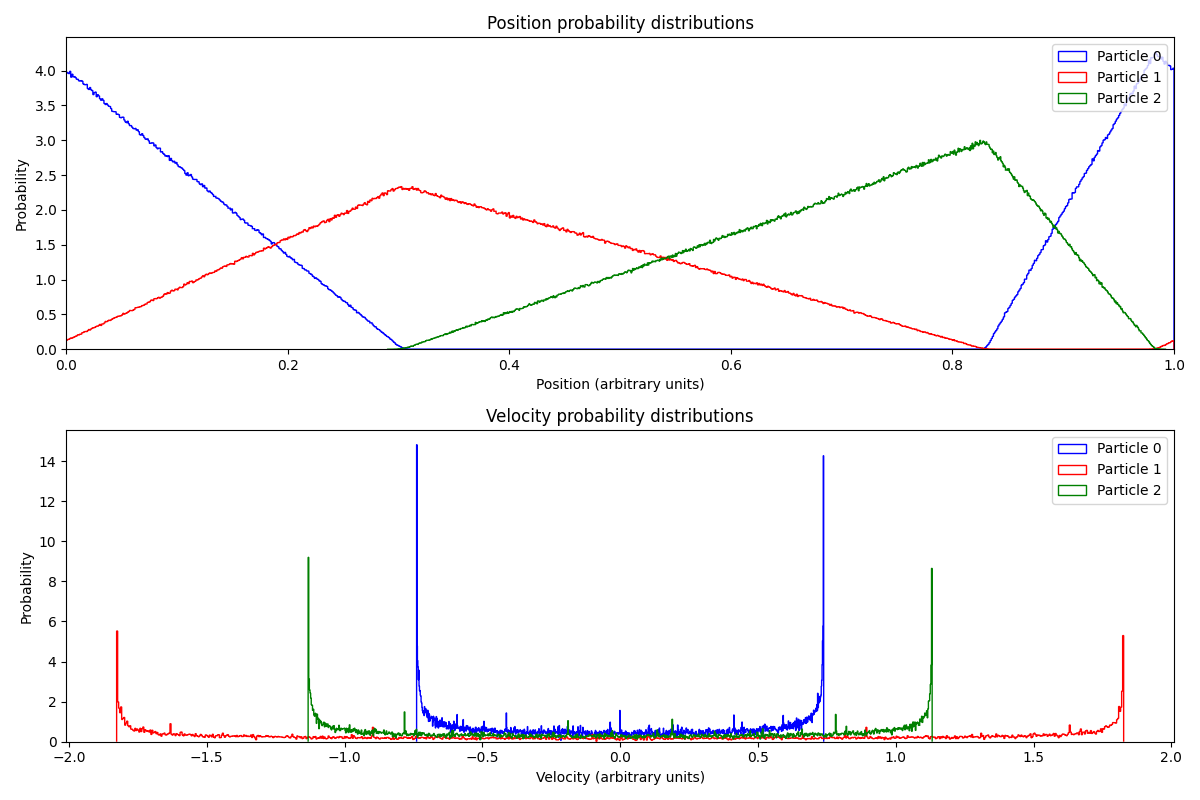 Position probability distributions
Probability
4.0
3.5
3.0
2.5
2.0
1.5
1.0
0.5
0.0
Particle 0
Particle 1
Particle 2
0.0 0.2 0.4 0.6 0.8 1.0
Position (arbitrary units)
Velocity probability distributions
Probability
14
12
10
8
6
4
2
0
Particle 0
Particle 1
Particle 2
−2.0 −1.5 −1.0 −0.5 0.0 0.5 1.0 1.5 2.0
Velocity (arbitrary units)